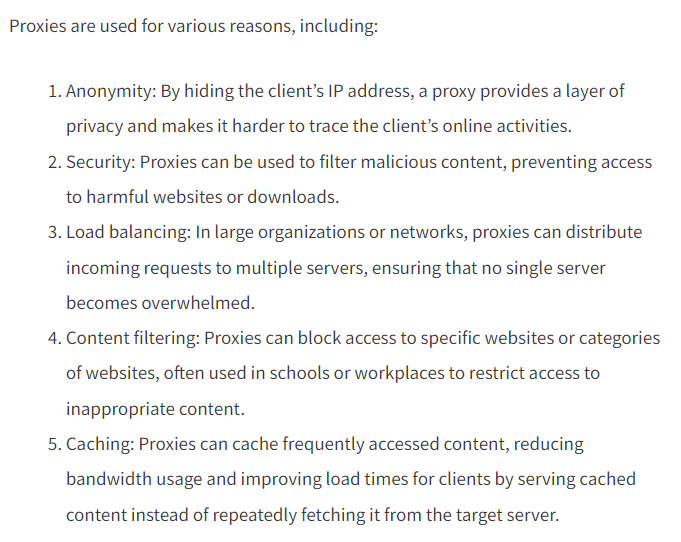 Proxies are used for various reasons, including:
1. Anonymity: By hiding the client’s IP address, a proxy provides a layer of
privacy and makes it harder to trace the client’s online activities.
2. Security: Proxies can be used to filter malicious content, preventing access
to harmful websites or downloads.
3. Load balancing: In large organizations or networks, proxies can distribute
incoming requests to multiple servers, ensuring that no single server
becomes overwhelmed.
4. Content filtering: Proxies can block access to specific websites or categories
of websites, often used in schools or workplaces to restrict access to
inappropriate content.
5. Caching: Proxies can cache frequently accessed content, reducing
bandwidth usage and improving load times for clients by serving cached
content instead of repeatedly fetching it from the target server.